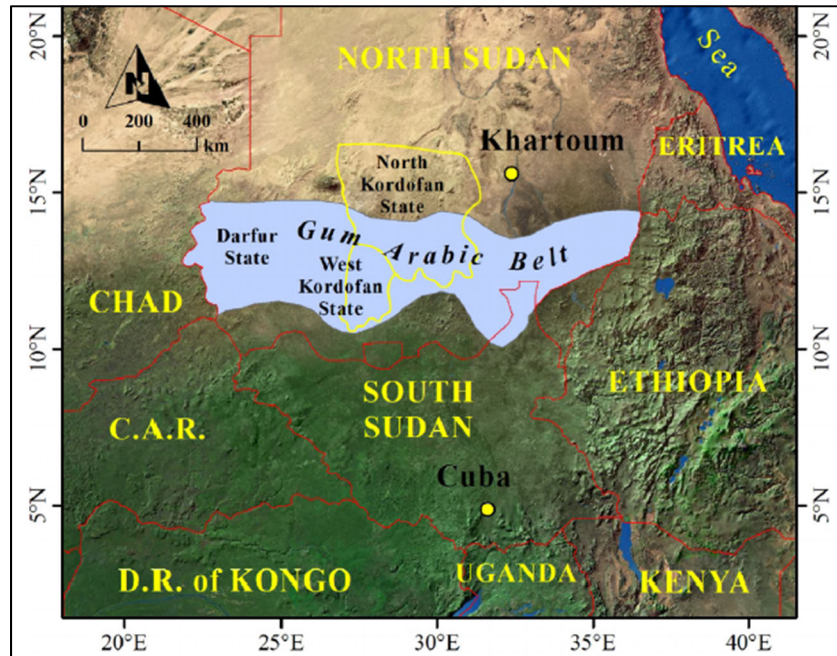 20°N
15°N
10°N
5°N
N
0 200 400
km
NORTH SUDAN
Sea
Khartoum
ERITREA
North
Kordofan
State
Darfur
State
Gum Arabic Belt
West
Kordofan
State
CHAD
SOUTH
SUDAN
ETHIOPIA
C.A.R.
Cuba
D.R. of KONGO
UGANDA
KENYA
20°N
15°N
10°N
5°N
20°E 25°E 30°E 35°E 40°E